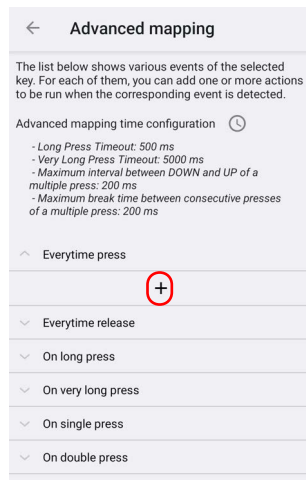 Advanced mapping
The list below shows various events of the selected
key. For each of them, you can add one or more actions
to be run when the corresponding event is detected.
Advanced mapping time configuration
- Long Press Timeout: 500 ms
- Very Long Press Timeout: 5000 ms
- Maximum interval between DOWN and UP of a
multiple press: 200 ms
- Maximum break time between consecutive presses
of a multiple press: 200 ms
Everytime press
+
Everytime release
On long press
On very long press
On single press
On double press